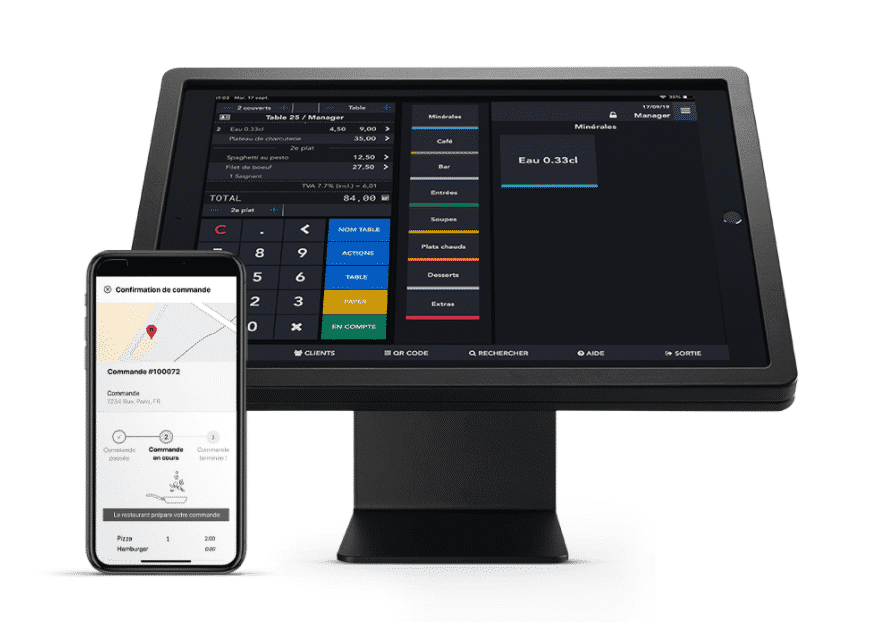 17:03 Mar. 17 sept.
35%
2 couverts
Table
Table 25 / Manager
2 Eau 0.33cl 4,50 9,00 >
Plateau de charcuterie 35,00 >
2e plat
Spaghetti au pesto 12,50 >
Filet de boeuf 27,50 >
1 Saignant
TVA 7.7% (incl.) = 6,01
TOTAL 84,00
2e plat
C . < NOM TABLE
8 9 ACTIONS
5 6 TABLE
2 3 PAYER
0 × EN COMPTE
Minérales
Café
Bar
Entrées
Soupes
Plats chauds
Desserts
Extras
17/09/19
Manager
Minérales
Eau 0.33cl
CLIENTS
QR CODE
RECHERCHER
AIDE
SORTIE
Confirmation de commande
Commande #100072
Commande
1234 Rue, Paris, FR
1 2 3
Commande passée
Commande en cours
Commande terminée !
Le restaurant prépare votre commande
Pizza 1 2:00
Hamburger 0:00